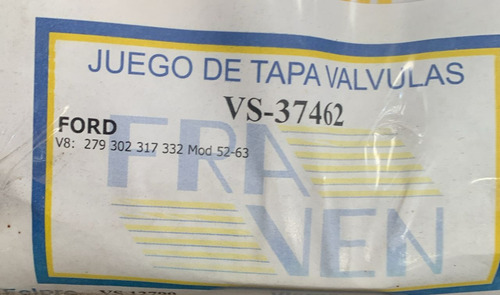 JUEGO DE TAPA VALVULAS
VS-37462
FORD
V8: 279 302 317 332 Mod 52-63
FRA
VEN